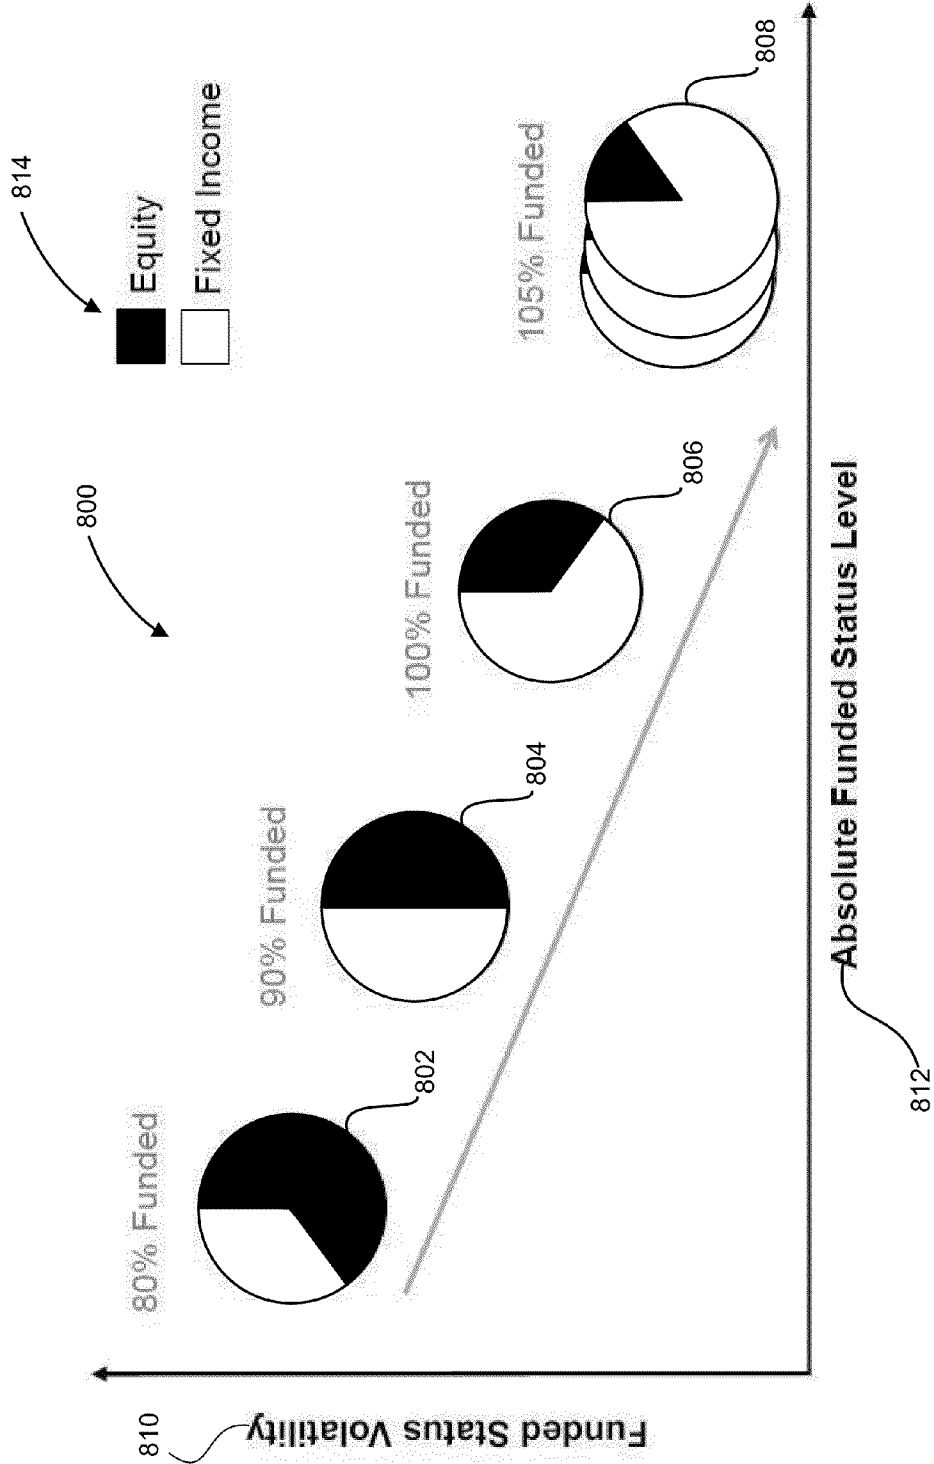 800
814
Equity
Fixed Income
80% Funded
802
90% Funded
804
100% Funded
806
105% Funded
808
810
Funded Status Volatility
Absolute Funded Status Level
812